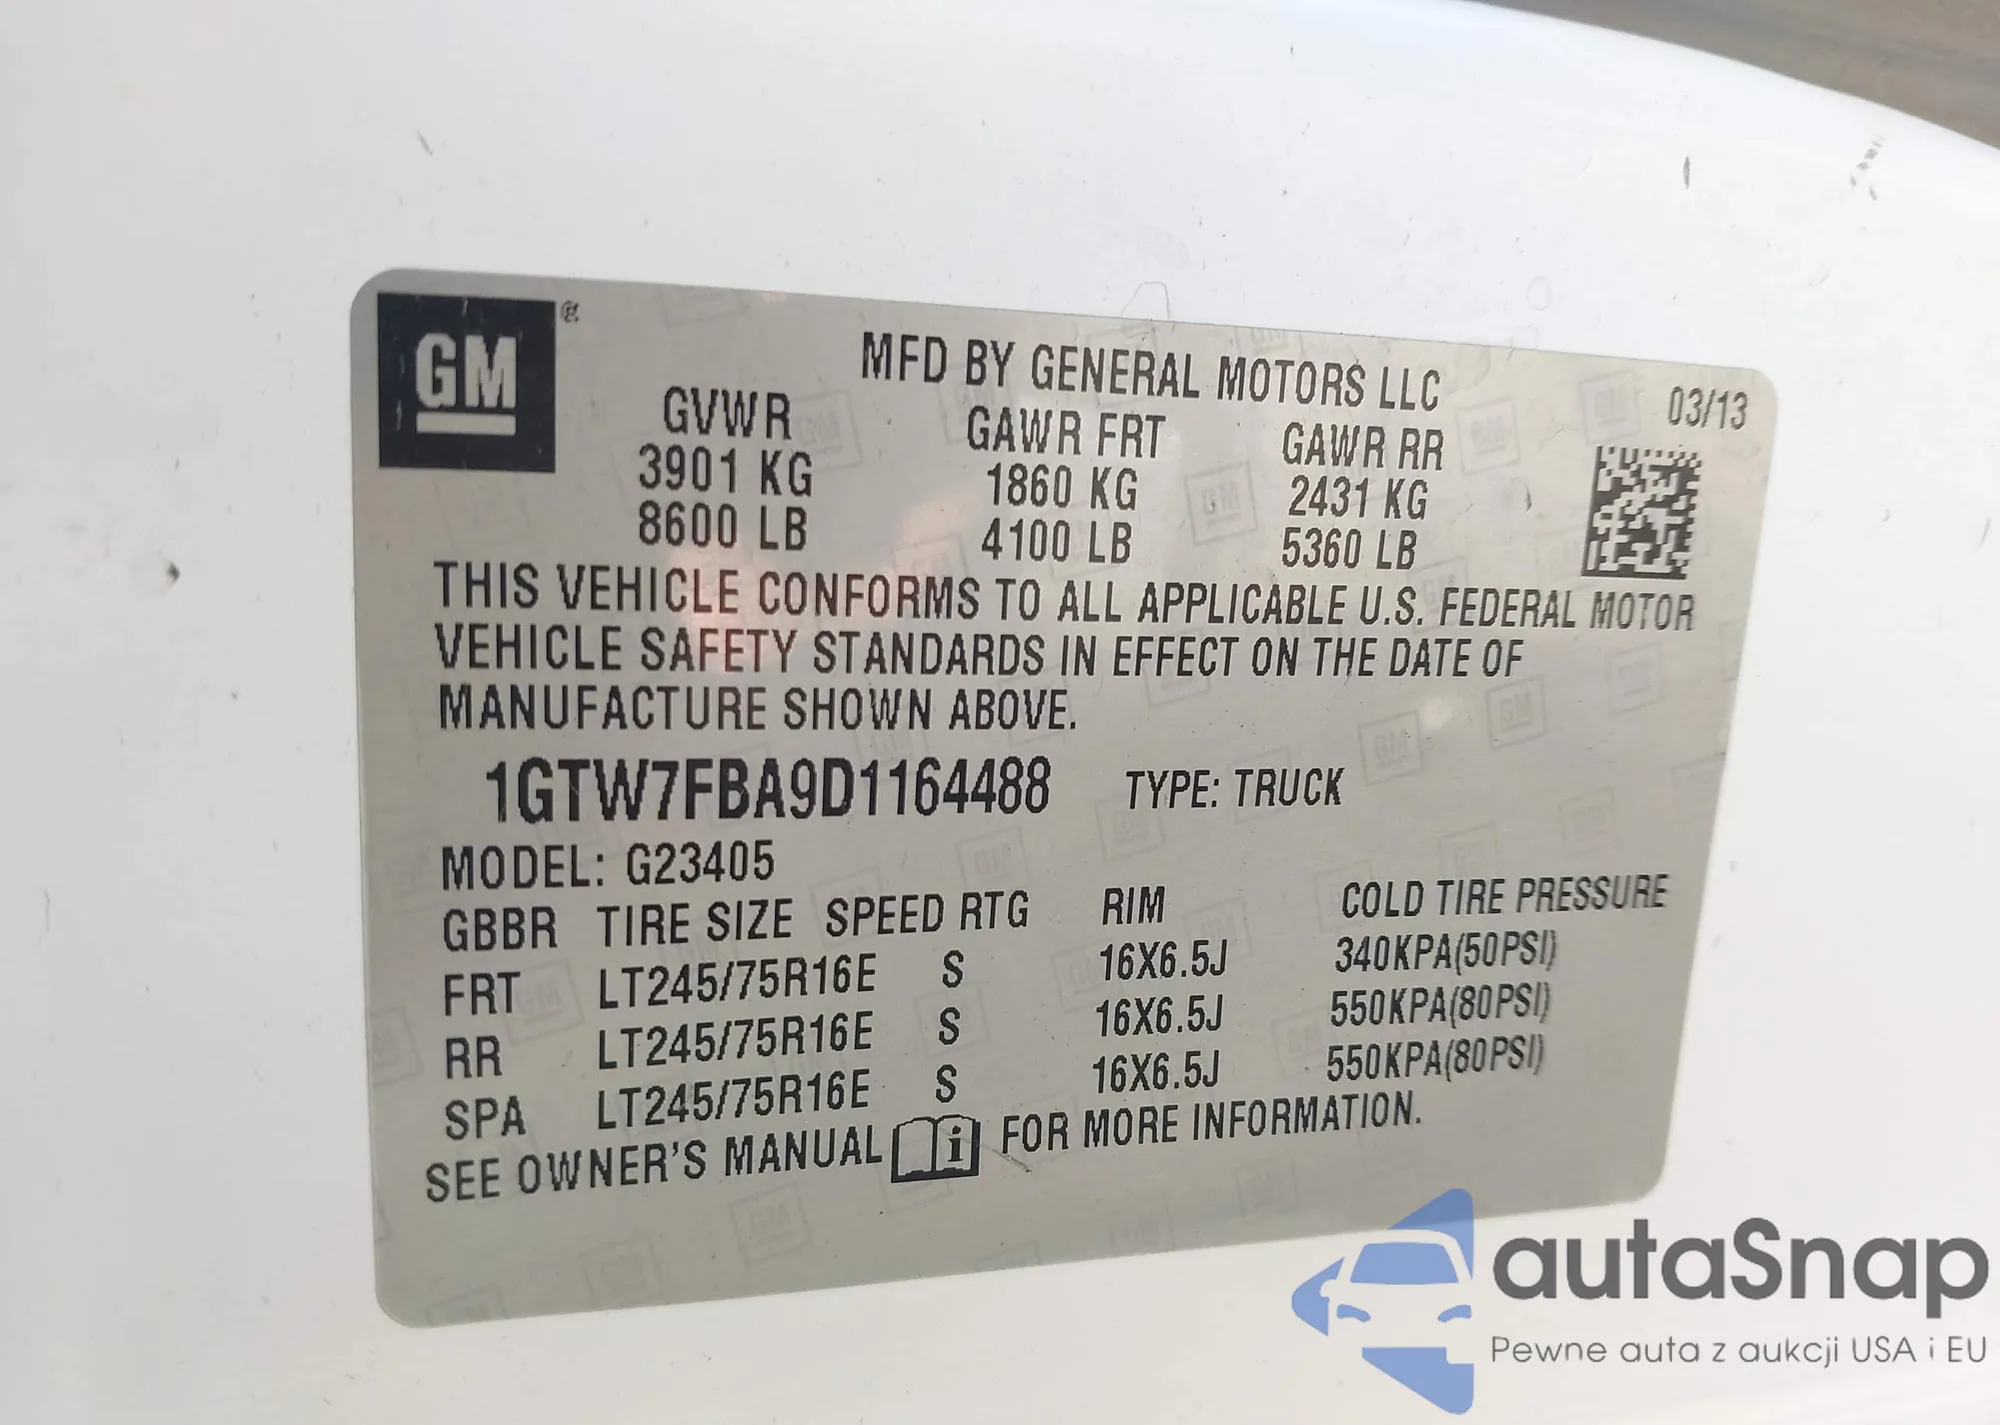 GM
MFD BY GENERAL MOTORS LLC
03/13
GVWR GAWR FRT GAWR RR
3901 KG 1860 KG 2431 KG
8600 LB 4100 LB 5360 LB
THIS VEHICLE CONFORMS TO ALL APPLICABLE U.S. FEDERAL MOTOR
VEHICLE SAFETY STANDARDS IN EFFECT ON THE DATE OF
MANUFACTURE SHOWN ABOVE.
1GTW7FBA9D1164488 TYPE: TRUCK
MODEL: G23405
GBBR TIRE SIZE SPEED RTG RIM COLD TIRE PRESSURE
FRT LT245/75R16E S 16X6.5J 340KPA(50PSI)
RR LT245/75R16E S 16X6.5J 550KPA(80PSI)
SPA LT245/75R16E S 16X6.5J 550KPA(80PSI)
SEE OWNER'S MANUAL i FOR MORE INFORMATION.
autaSnap
Pewne auta z aukcji USA i EU